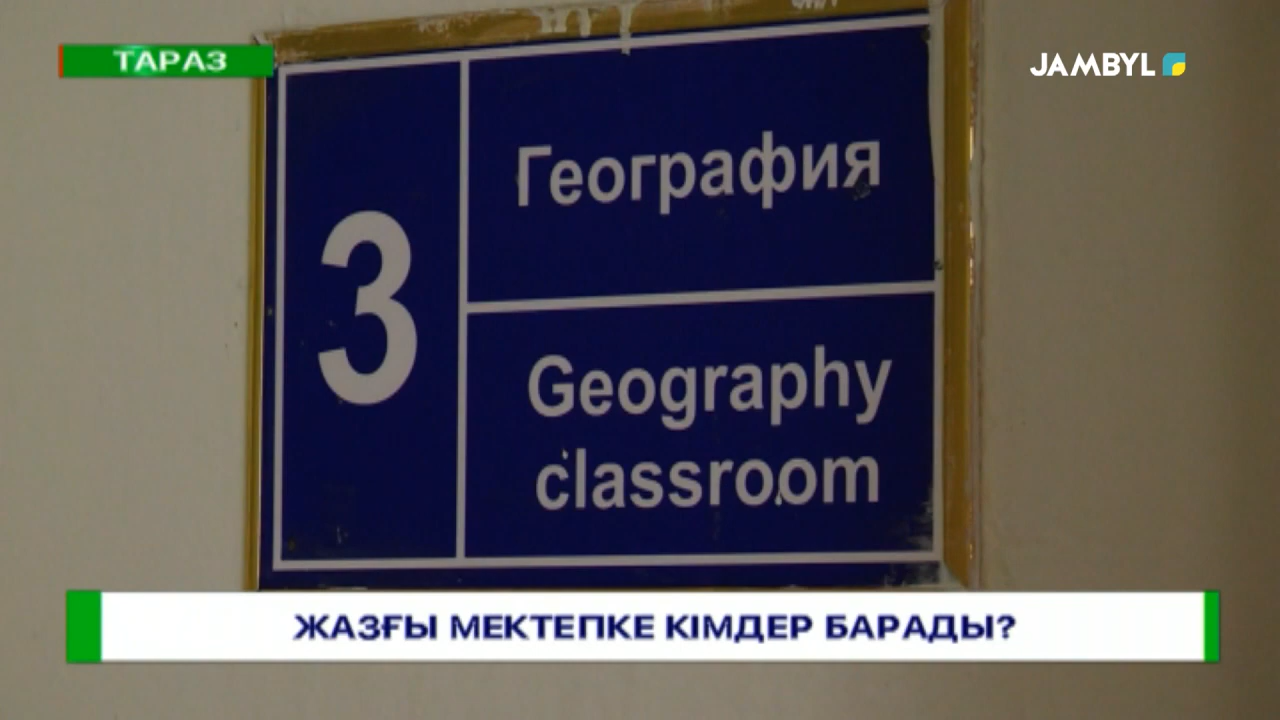 ТАРАЗ
JAMBYL
3
География
Geography
classroom
ЖАЗҒЫ МЕКТЕПКЕ КІМДЕР БАРАДЫ?